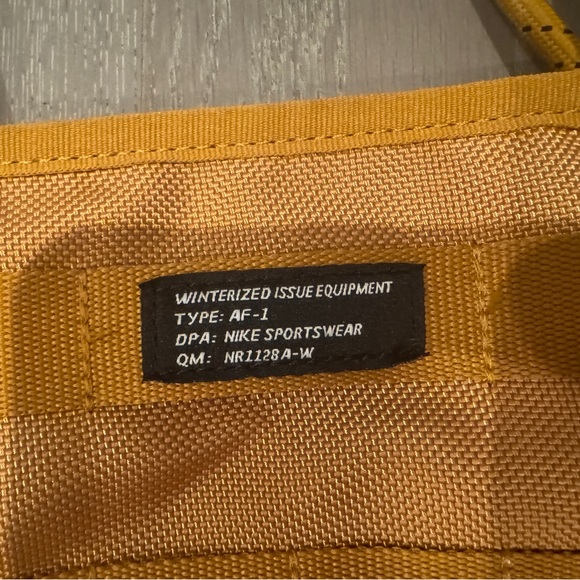 WINTERIZED ISSUE EQUIPMENT
TYPE: AF-1
DPA: NIKE SPORTSWEAR
QM: NR1128A-W